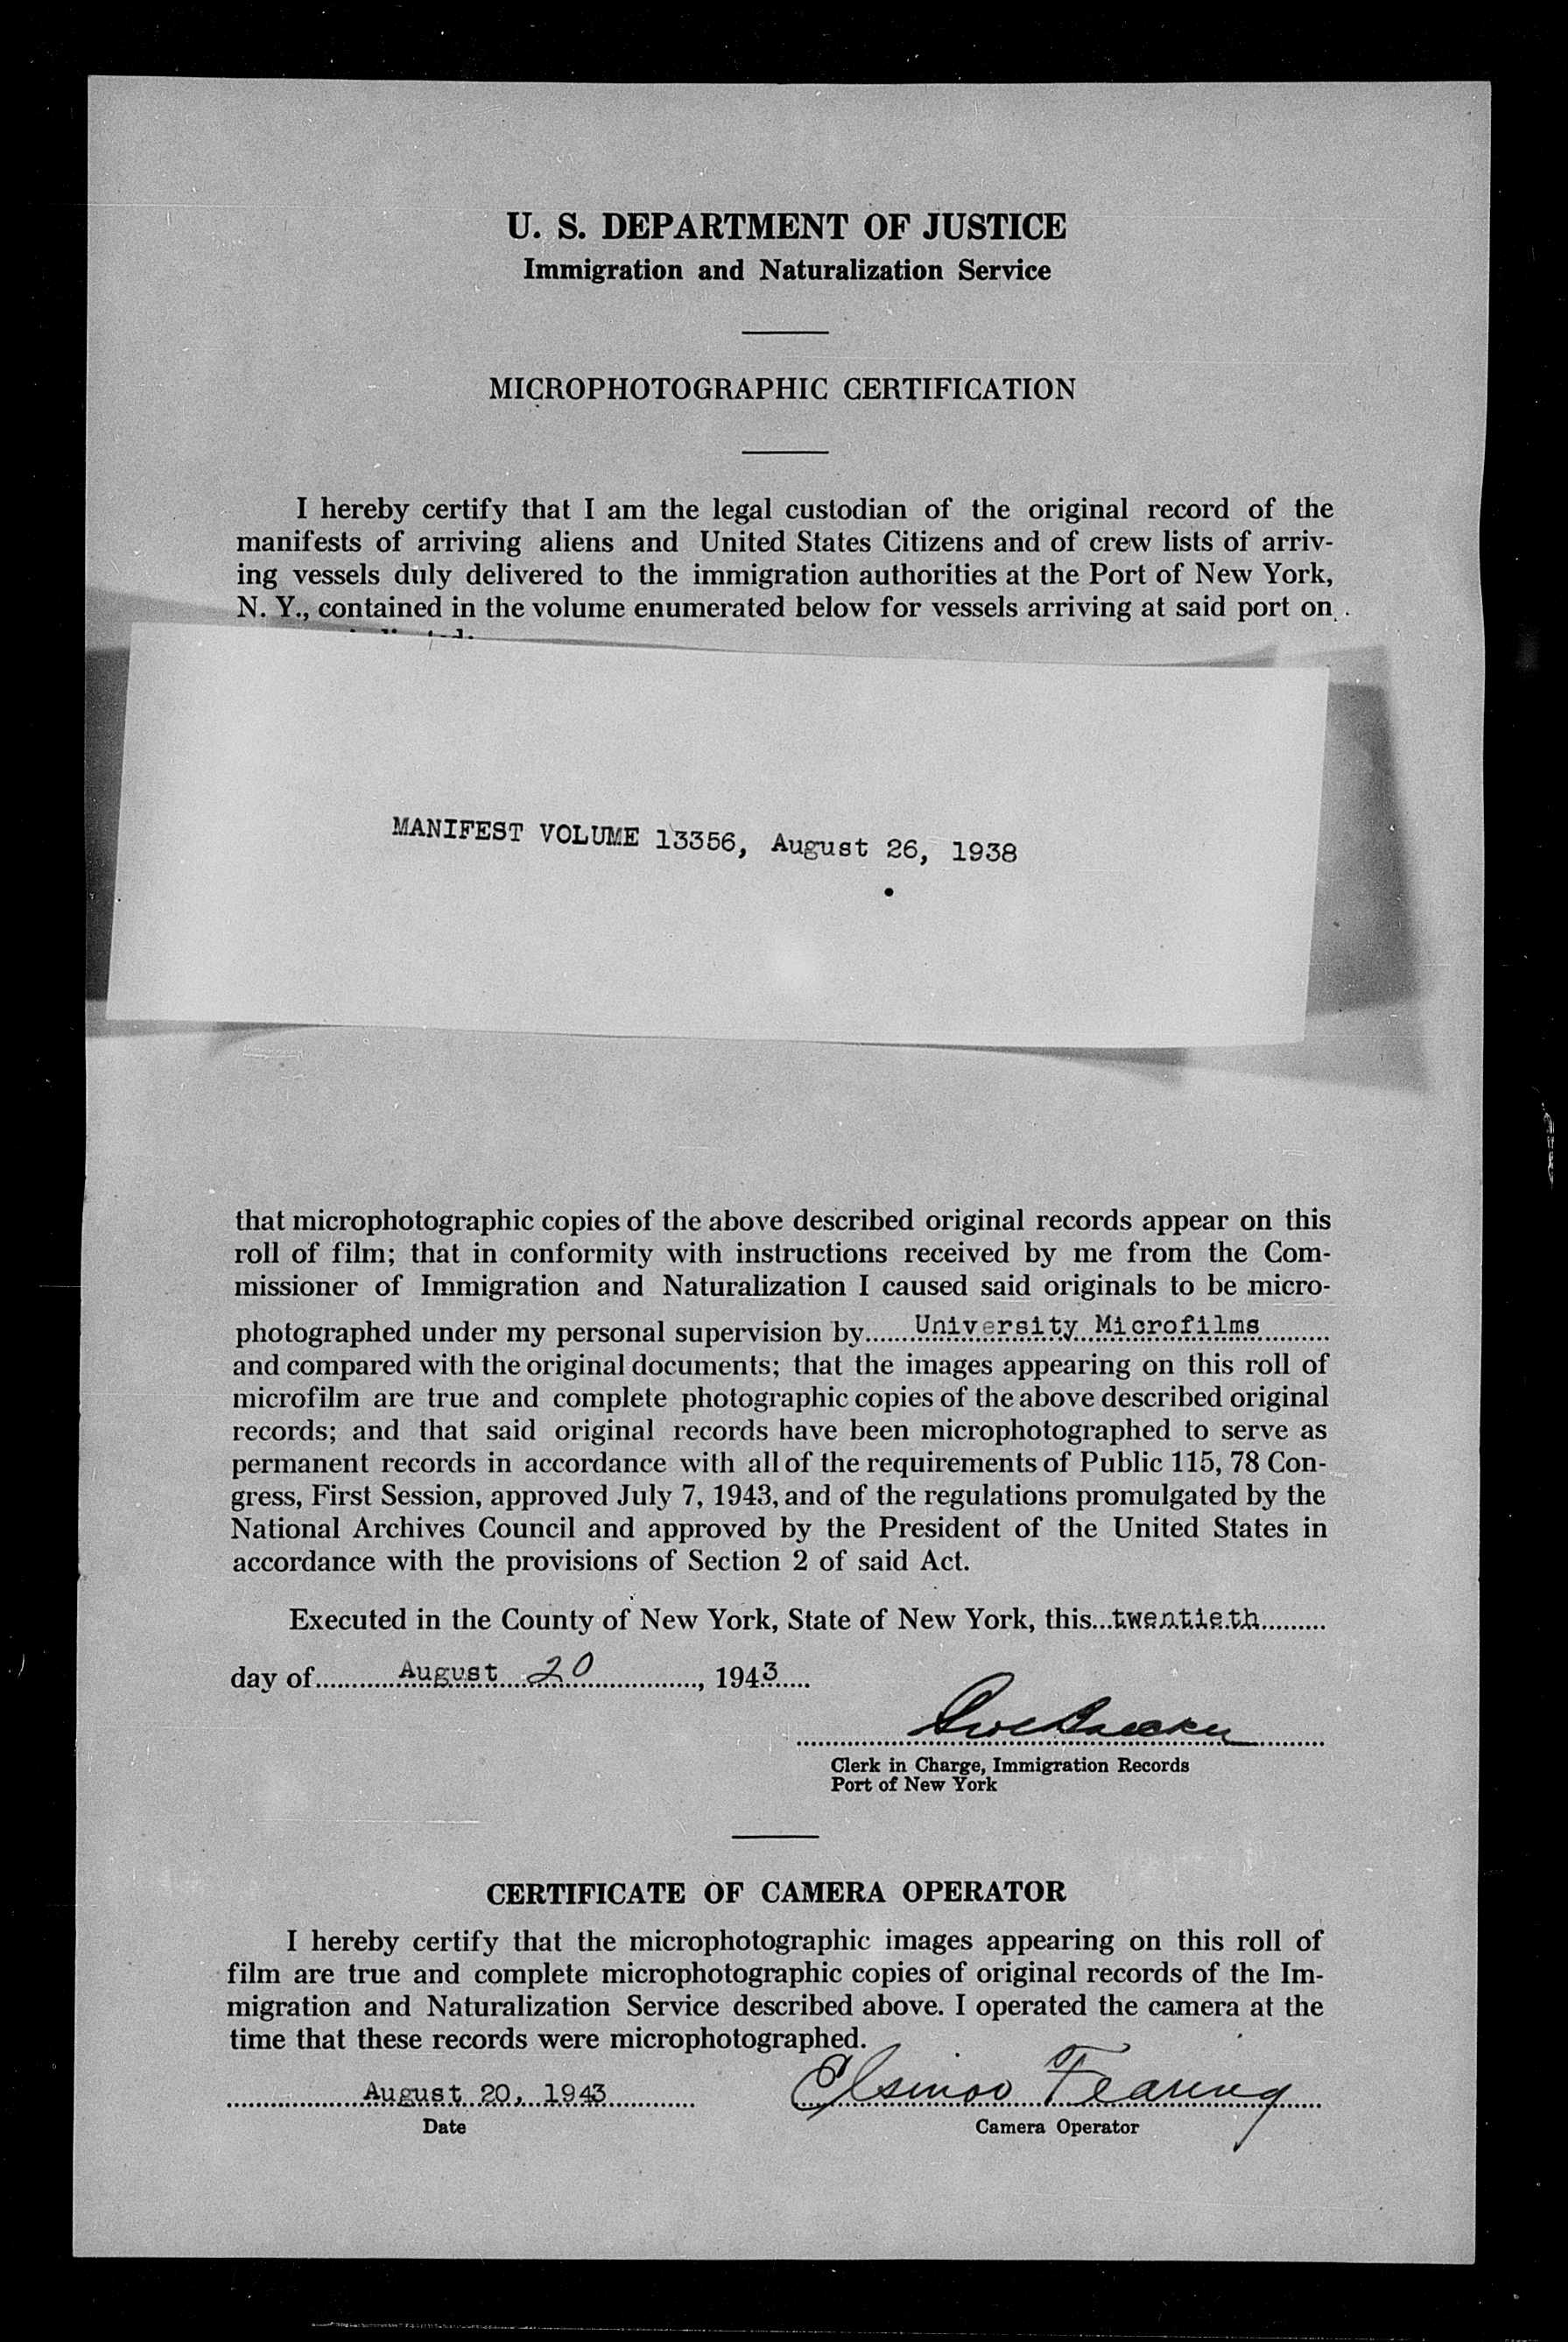 U. S. DEPARTMENT OF JUSTICE
Immigration and Naturalization Service
MICROPHOTOGRAPHIC CERTIFICATION
I hereby certify that I am the legal custodian of the original record of the
manifests of arriving aliens and United States Citizens and of crew lists of arriv-
ing vessels duly delivered to the immigration authorities at the Port of New York,
N. Y., contained in the volume enumerated below for vessels arriving at said port on
MANIFEST VOLUME 13356, August 26, 1938
that microphotographic copies of the above described original records appear on this
roll of film; that in conformity with instructions received by me from the Com-
missioner of Immigration and Naturalization I caused said originals to be micro-
photographed under my personal supervision by......University Microfilms.........
and compared with the original documents; that the images appearing on this roll of
microfilm are true and complete photographic copies of the above described original
records; and that said original records have been microphotographed to serve as
permanent records in accordance with all of the requirements of Public 115, 78 Con-
gress, First Session, approved July 7, 1943, and of the regulations promulgated by the
National Archives Council and approved by the President of the United States in
accordance with the provisions of Section 2 of said Act.
Executed in the County of New York, State of New York, this...twentieth.........
day of............August 20............, 1943.....
Clerk in Charge, Immigration Records
Port of New York
CERTIFICATE OF CAMERA OPERATOR
I hereby certify that the microphotographic images appearing on this roll of
film are true and complete microphotographic copies of original records of the Im-
migration and Naturalization Service described above. I operated the camera at the
time that these records were microphotographed.
August 20, 1943 Fearing
Date Camera Operator